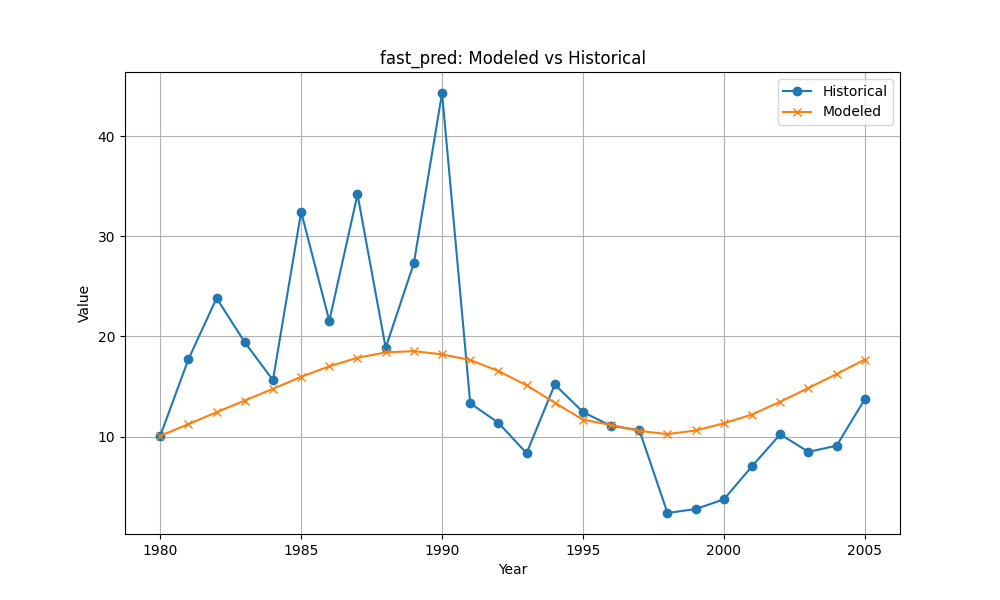 fast_pred: Modeled vs Historical
Historical
Modeled
Value
40
30
20
10
1980 1985 1990 1995 2000 2005
Year